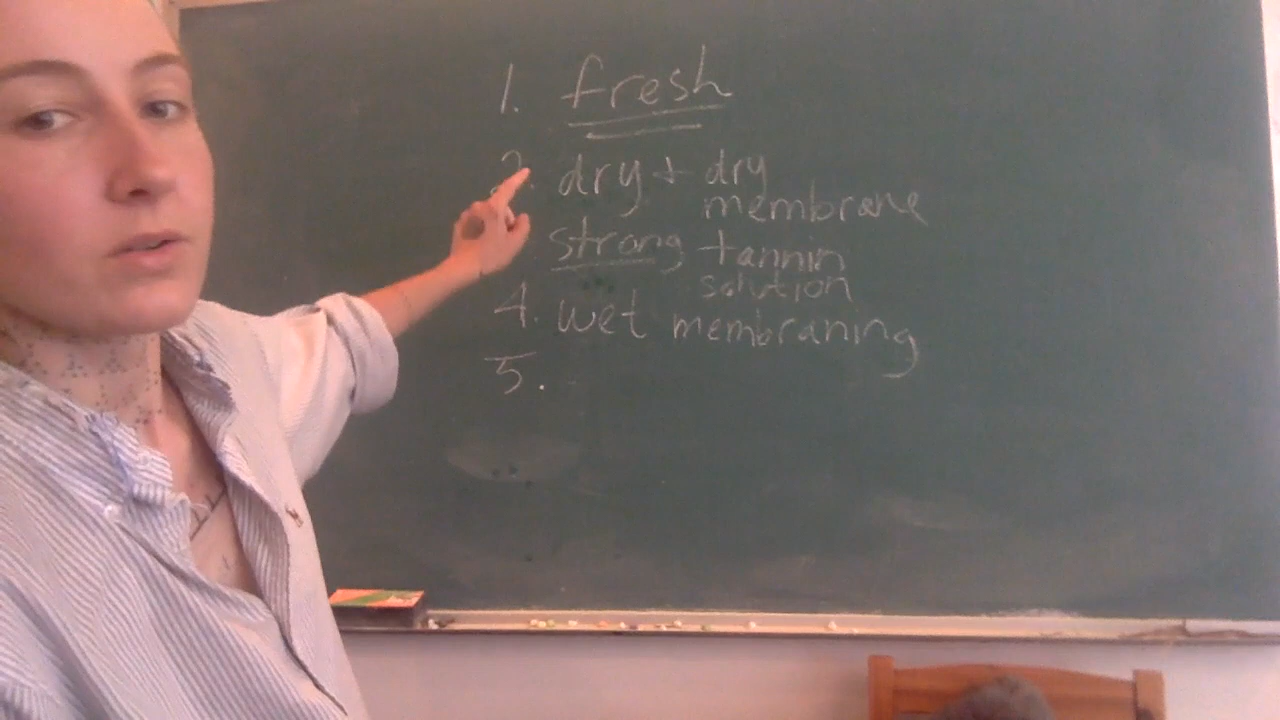 1. fresh
2. dry + dry
membrane
strong tannin
solution
4. wet membraning
5.